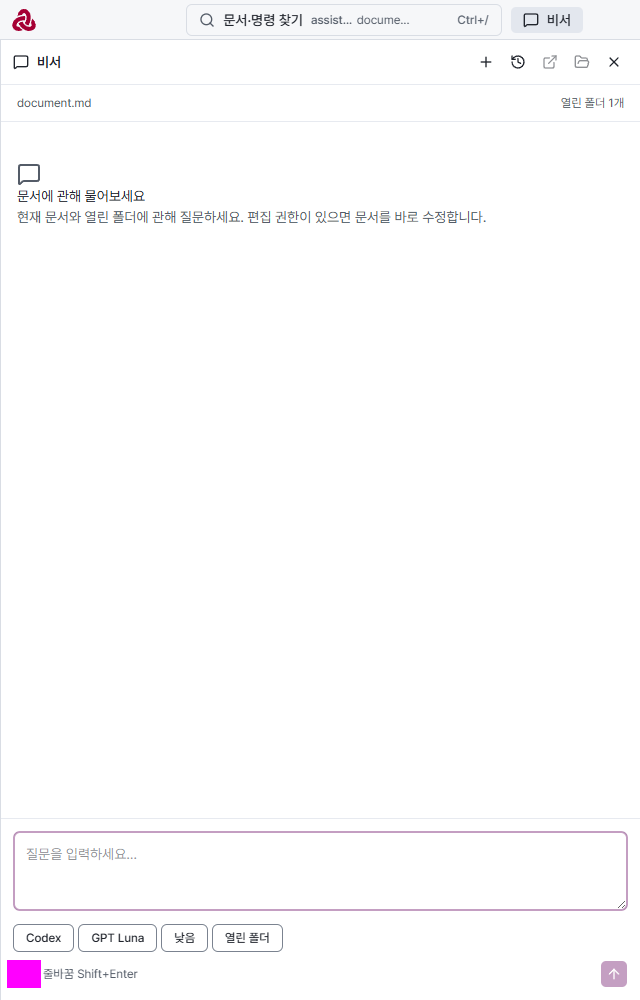 문서·명령 찾기 assist... docume... Ctrl+/ 비서
비서
document.md 열린 폴더 1개
문서에 관해 물어보세요
현재 문서와 열린 폴더에 관해 질문하세요. 편집 권한이 있으면 문서를 바로 수정합니다.
질문을 입력하세요...
Codex GPT Luna 낮음 열린 폴더
줄바꿈 Shift+Enter